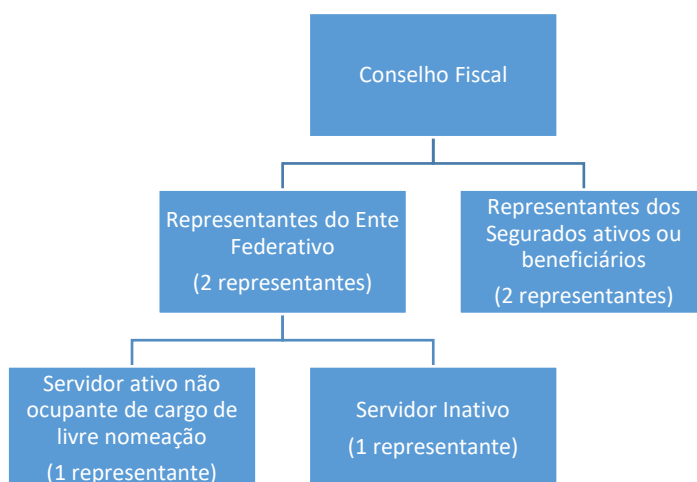 Conselho Fiscal
Representantes do Ente
Federativo
(2 representantes)
Representantes dos
Segurados ativos ou
beneficiários
(2 representantes)
Servidor ativo não
ocupante de cargo de
livre nomeação
(1 representante)
Servidor Inativo
(1 representante)